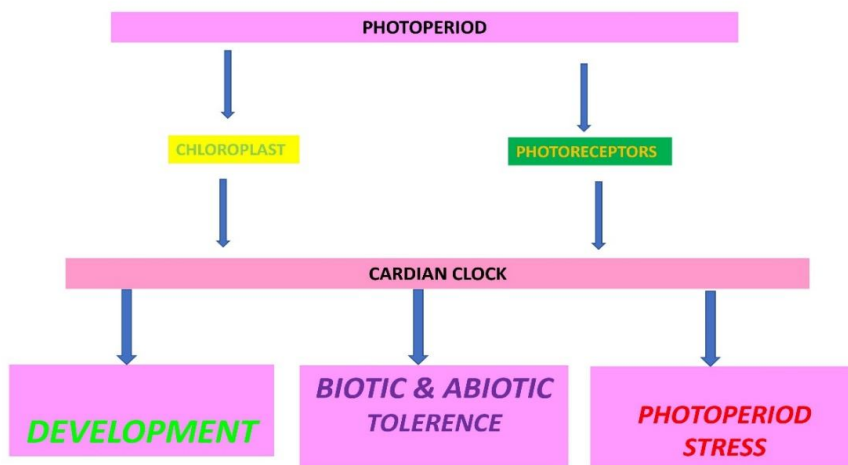 PHOTOPERIOD
CHLOROPLAST
PHOTORECEPTORS
CARDIAN CLOCK
DEVELOPMENT
BIOTIC & ABIOTIC
TOLERENCE
PHOTOPERIOD
STRESS